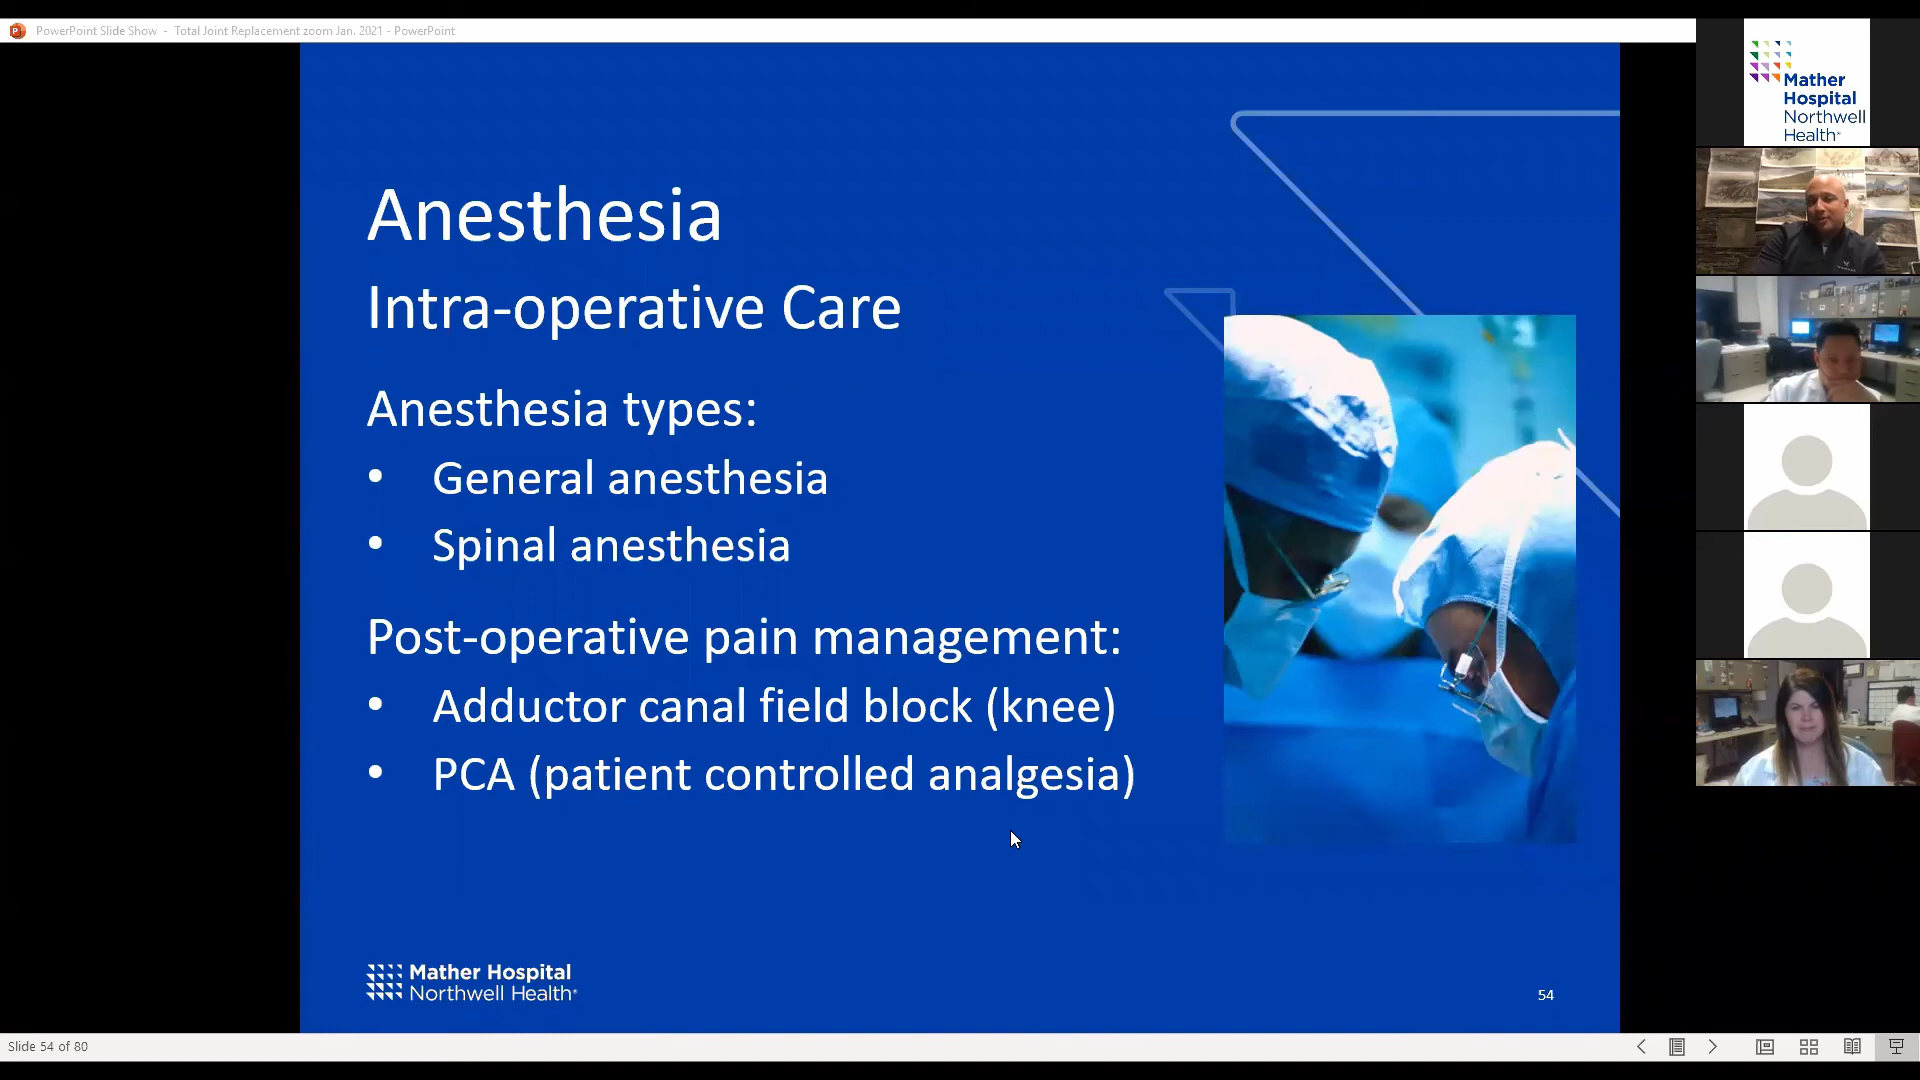 PowerPoint Slide Show - Total Joint Replacement zoom Jan. 2021 - PowerPoint
Mather
Hospital
Northwell
Health®
Anesthesia
Intra-operative Care
Anesthesia types:
• General anesthesia
• Spinal anesthesia
Post-operative pain management:
• Adductor canal field block (knee)
• PCA (patient controlled analgesia)
Mather Hospital
Northwell Health®
54
Slide 54 of 80